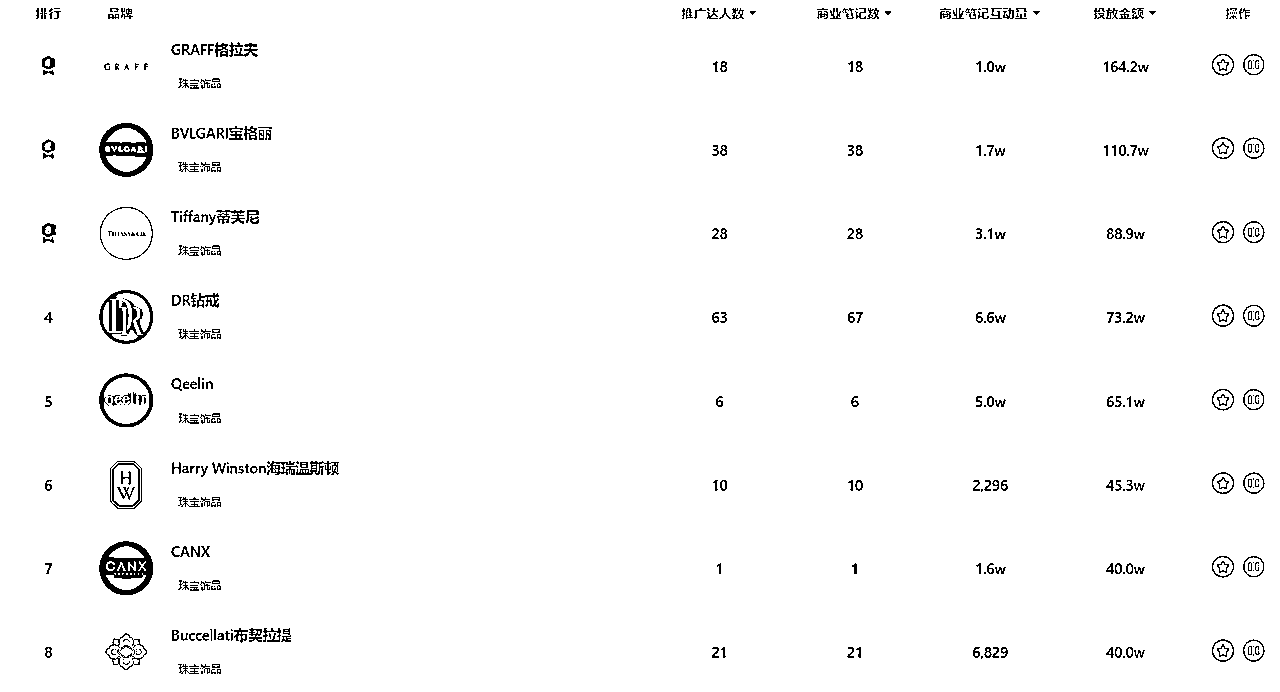 排行 品牌 推广达人数 商业笔记数 商业笔记互动量 投放金额 操作
GRAFF GRAFF格拉夫 18 18 1.0w 164.2w
珠宝饰品
BVLGARI BVLGARI宝格丽 38 38 1.7w 110.7w
珠宝饰品
TIFFANY&CO. Tiffany蒂芙尼 28 28 3.1w 88.9w
珠宝饰品
4 DR DR钻戒 63 67 6.6w 73.2w
珠宝饰品
5 Qeelin Qeelin 6 6 5.0w 65.1w
珠宝饰品
6 HW Harry Winston海瑞温斯顿 10 10 2,296 45.3w
珠宝饰品
7 CANX CANX 1 1 1.6w 40.0w
珠宝饰品
8 Buccellati布契拉提 21 21 6,829 40.0w
珠宝饰品